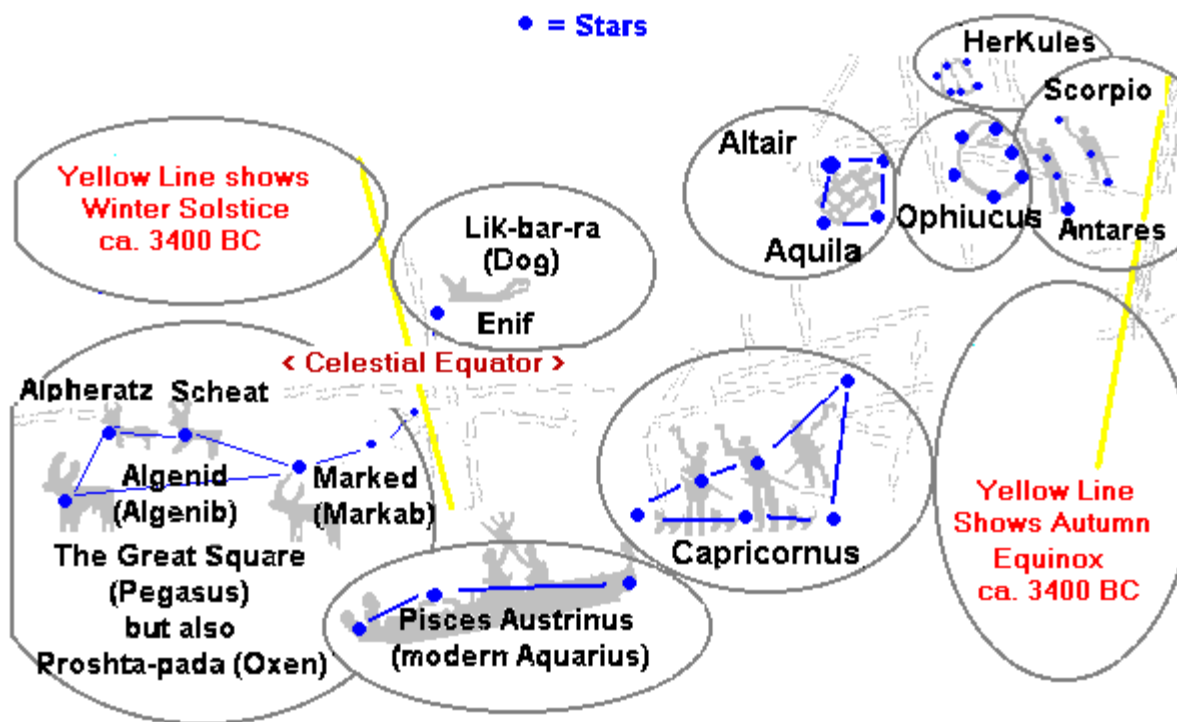 = Stars
HerKules
Scorpio
Altair
Aquila
Ophiucus
Antares
Yellow Line shows
Winter Solstice
ca. 3400 BC
Lik-bar-ra
(Dog)
Enif
< Celestial Equator >
Alpheratz Scheat
Algenid
(Algenib)
Marked
(Markab)
The Great Square
(Pegasus)
but also
Proshta-pada (Oxen)
Pisces Austrinus
(modern Aquarius)
Capricornus
Yellow Line
Shows Autumn
Equinox
ca. 3400 BC